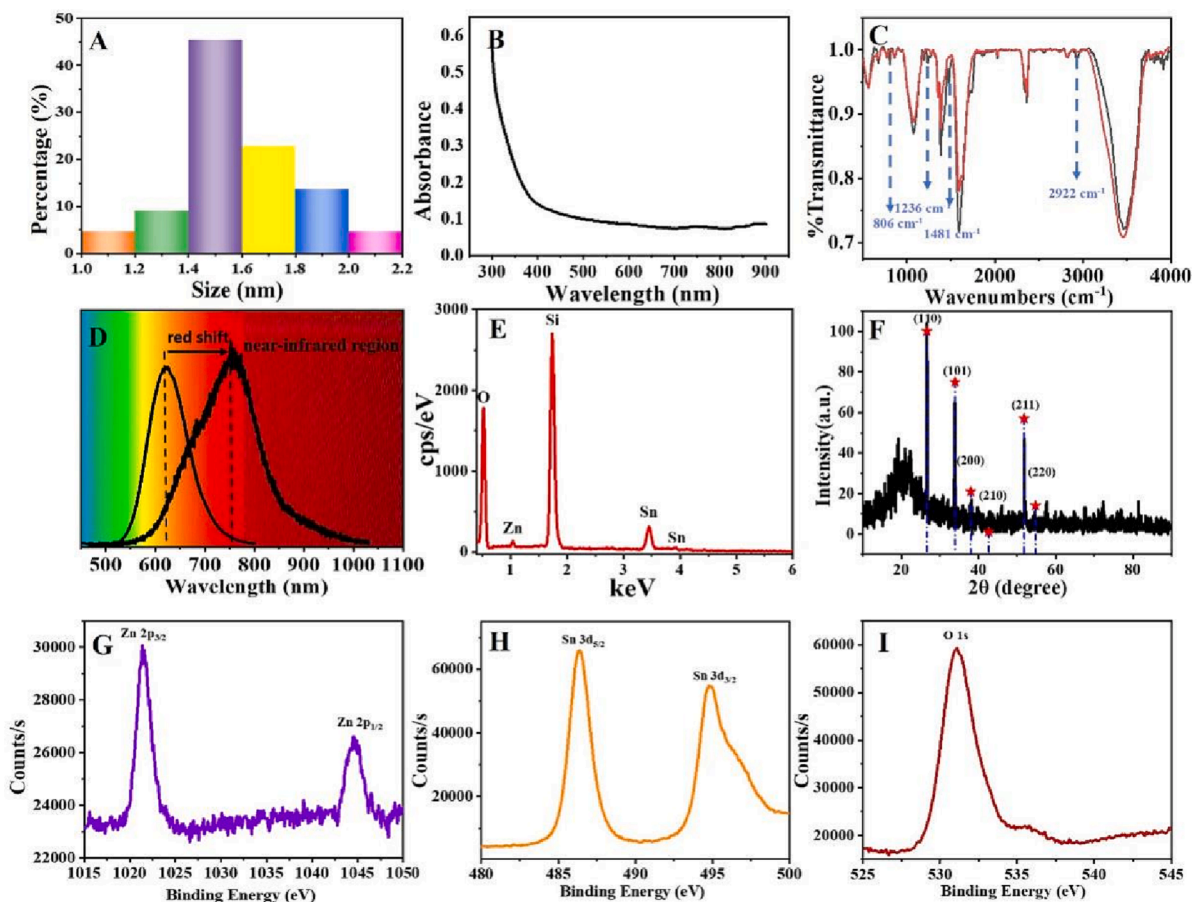 A
50
40
30
20
10
0
Percentage (%)
1.0 1.2 1.4 1.6 1.8 2.0 2.2
Size (nm)
B
0.6
0.5
0.4
0.3
0.2
0.1
0.0
Absorbance
300 400 500 600 700 800 900
Wavelength (nm)
C
1.0
0.9
0.8
0.7
%Transmittance
806 cm⁻¹
1236 cm⁻
1481 cm⁻¹
2922 cm⁻¹
1000 2000 3000 4000
Wavenumbers (cm⁻¹)
D
red shift
near-infrared region
500 600 700 800 900 1000 1100
Wavelength (nm)
E
3000
2000
1000
0
cps/eV
O
Zn
Si
Sn
Sn
1 2 3 4 5 6
keV
F
100
80
60
40
20
0
Intensity(a.u.)
(110)
(101)
(200)
(210)
(211)
(220)
20 40 60 80
2θ (degree)
G
Zn 2p3/2
Zn 2p1/2
30000
28000
26000
24000
22000
Counts/s
1015 1020 1025 1030 1035 1040 1045 1050
Binding Energy (eV)
H
Sn 3d5/2
Sn 3d3/2
60000
40000
20000
Counts/s
480 485 490 495 500
Binding Energy (eV)
I
O 1s
60000
50000
40000
30000
20000
Counts/s
525 530 535 540 545
Binding Energy (eV)